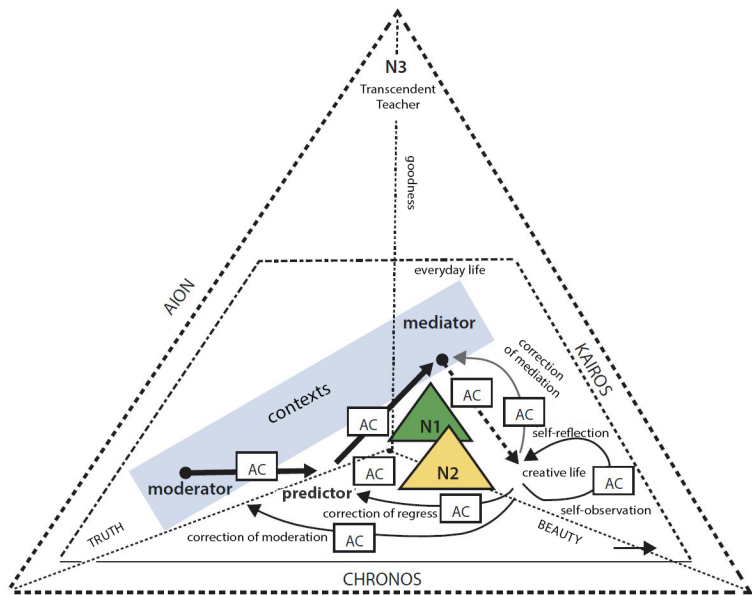 N3
Transcendent
Teacher
goodness
AION
everyday life
mediator
KAIROS
correction
of mediation
contexts
AC
AC
AC
N1
self-reflection
AC
AC
N2
creative life
AC
moderator
predictor
self-observation
AC
correction of regress
TRUTH
BEAUTY
correction of moderation
AC
CHRONOS